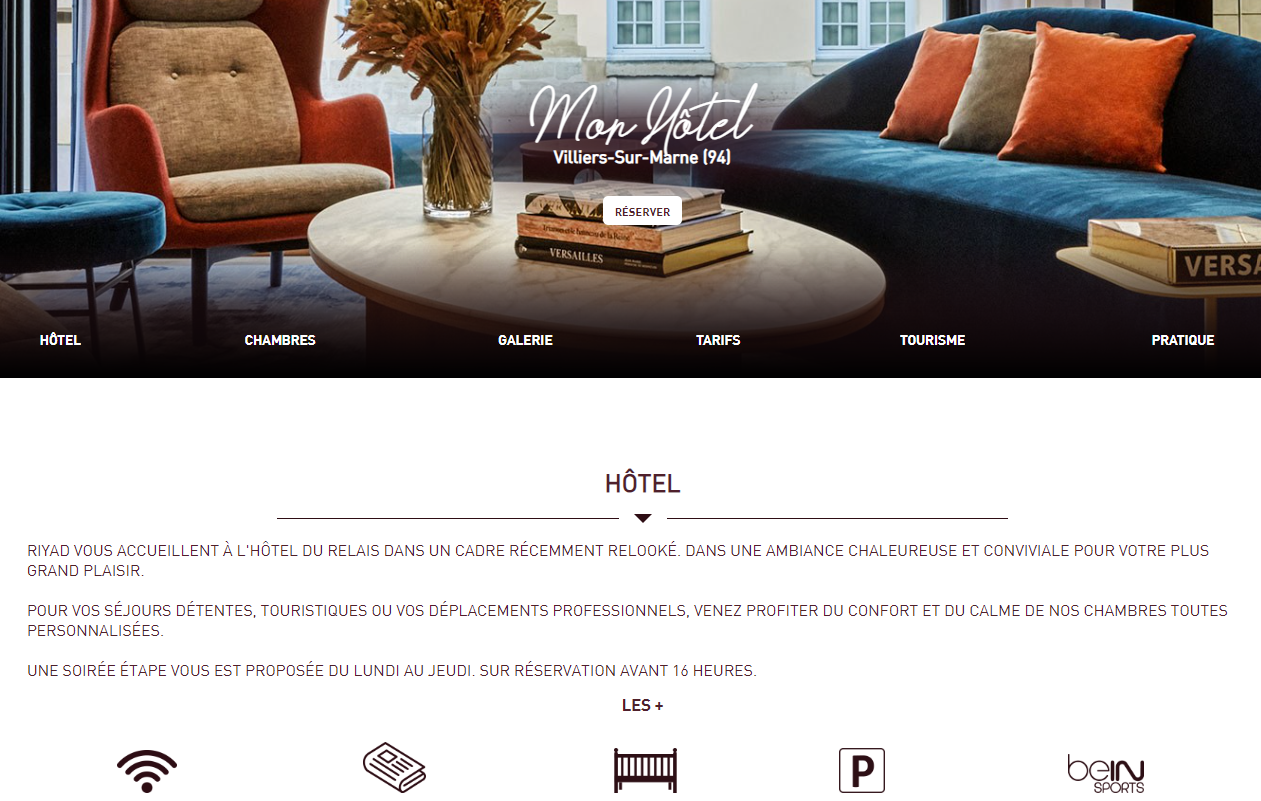 Mon Hôtel
Villiers-Sur-Marne (94)
RÉSERVER
VERSAILLES
VERSA
HÔTEL
CHAMBRES
GALERIE
TARIFS
TOURISME
PRATIQUE
HÔTEL
RIYAD VOUS ACCUEILLENT À L'HÔTEL DU RELAIS DANS UN CADRE RÉCEMMENT RELOOKÉ. DANS UNE AMBIANCE CHALEUREUSE ET CONVIVIALE POUR VOTRE PLUS
GRAND PLAISIR.
POUR VOS SÉJOURS DÉTENTES, TOURISTIQUES OU VOS DÉPLACEMENTS PROFESSIONNELS, VENEZ PROFITER DU CONFORT ET DU CALME DE NOS CHAMBRES TOUTES
PERSONNALISÉES.
UNE SOIRÉE ÉTAPE VOUS EST PROPOSÉE DU LUNDI AU JEUDI. SUR RÉSERVATION AVANT 16 HEURES.
LES +
P
beIN
SPORTS